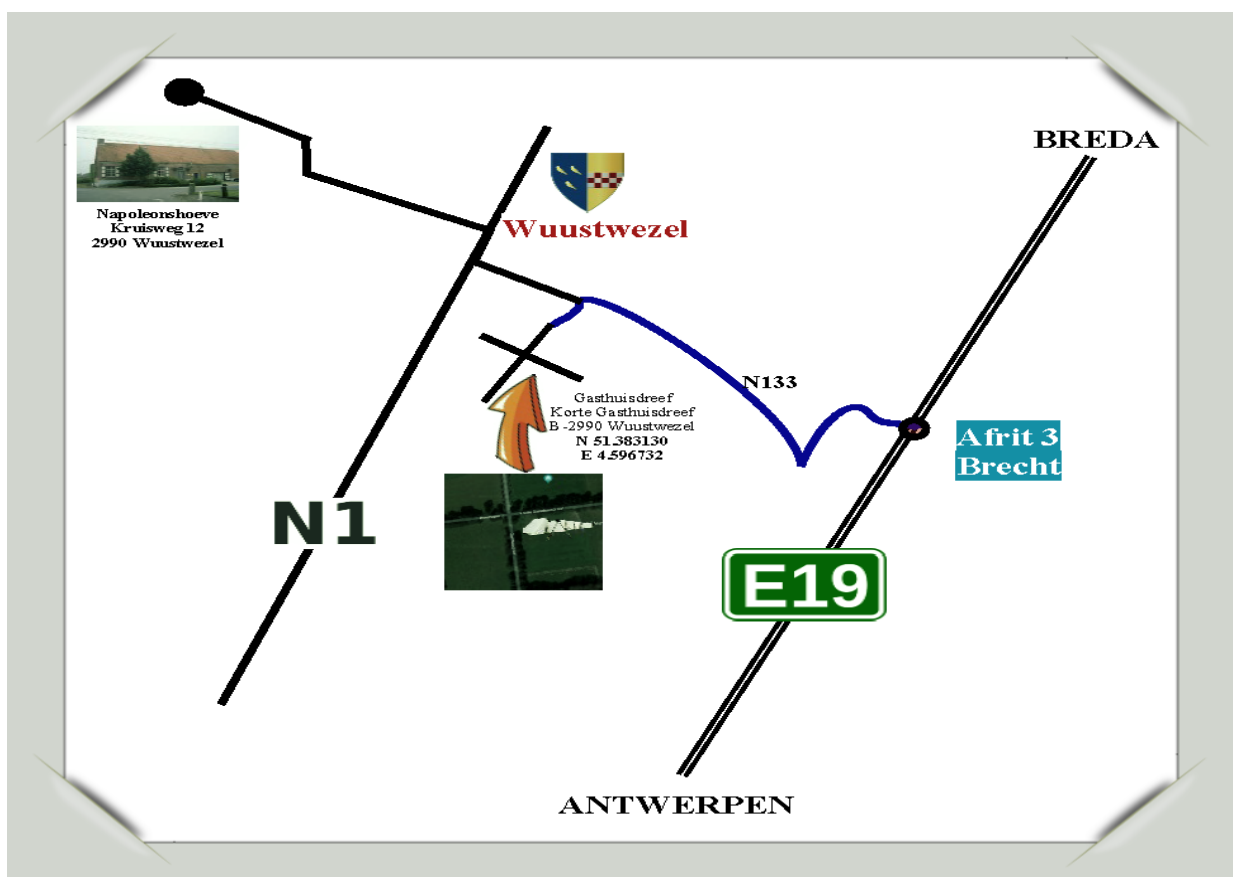 BREDA
Napoleonshoeve
Kruisweg 12
2990 Wuustwezel
Wuustwezel
N133
Gasthuisdreef
Korte Gasthuisdreef
B -2990 Wuustwezel
N 51.383130
E 4.596732
Afrit 3
Brecht
N1
E19
ANTWERPEN